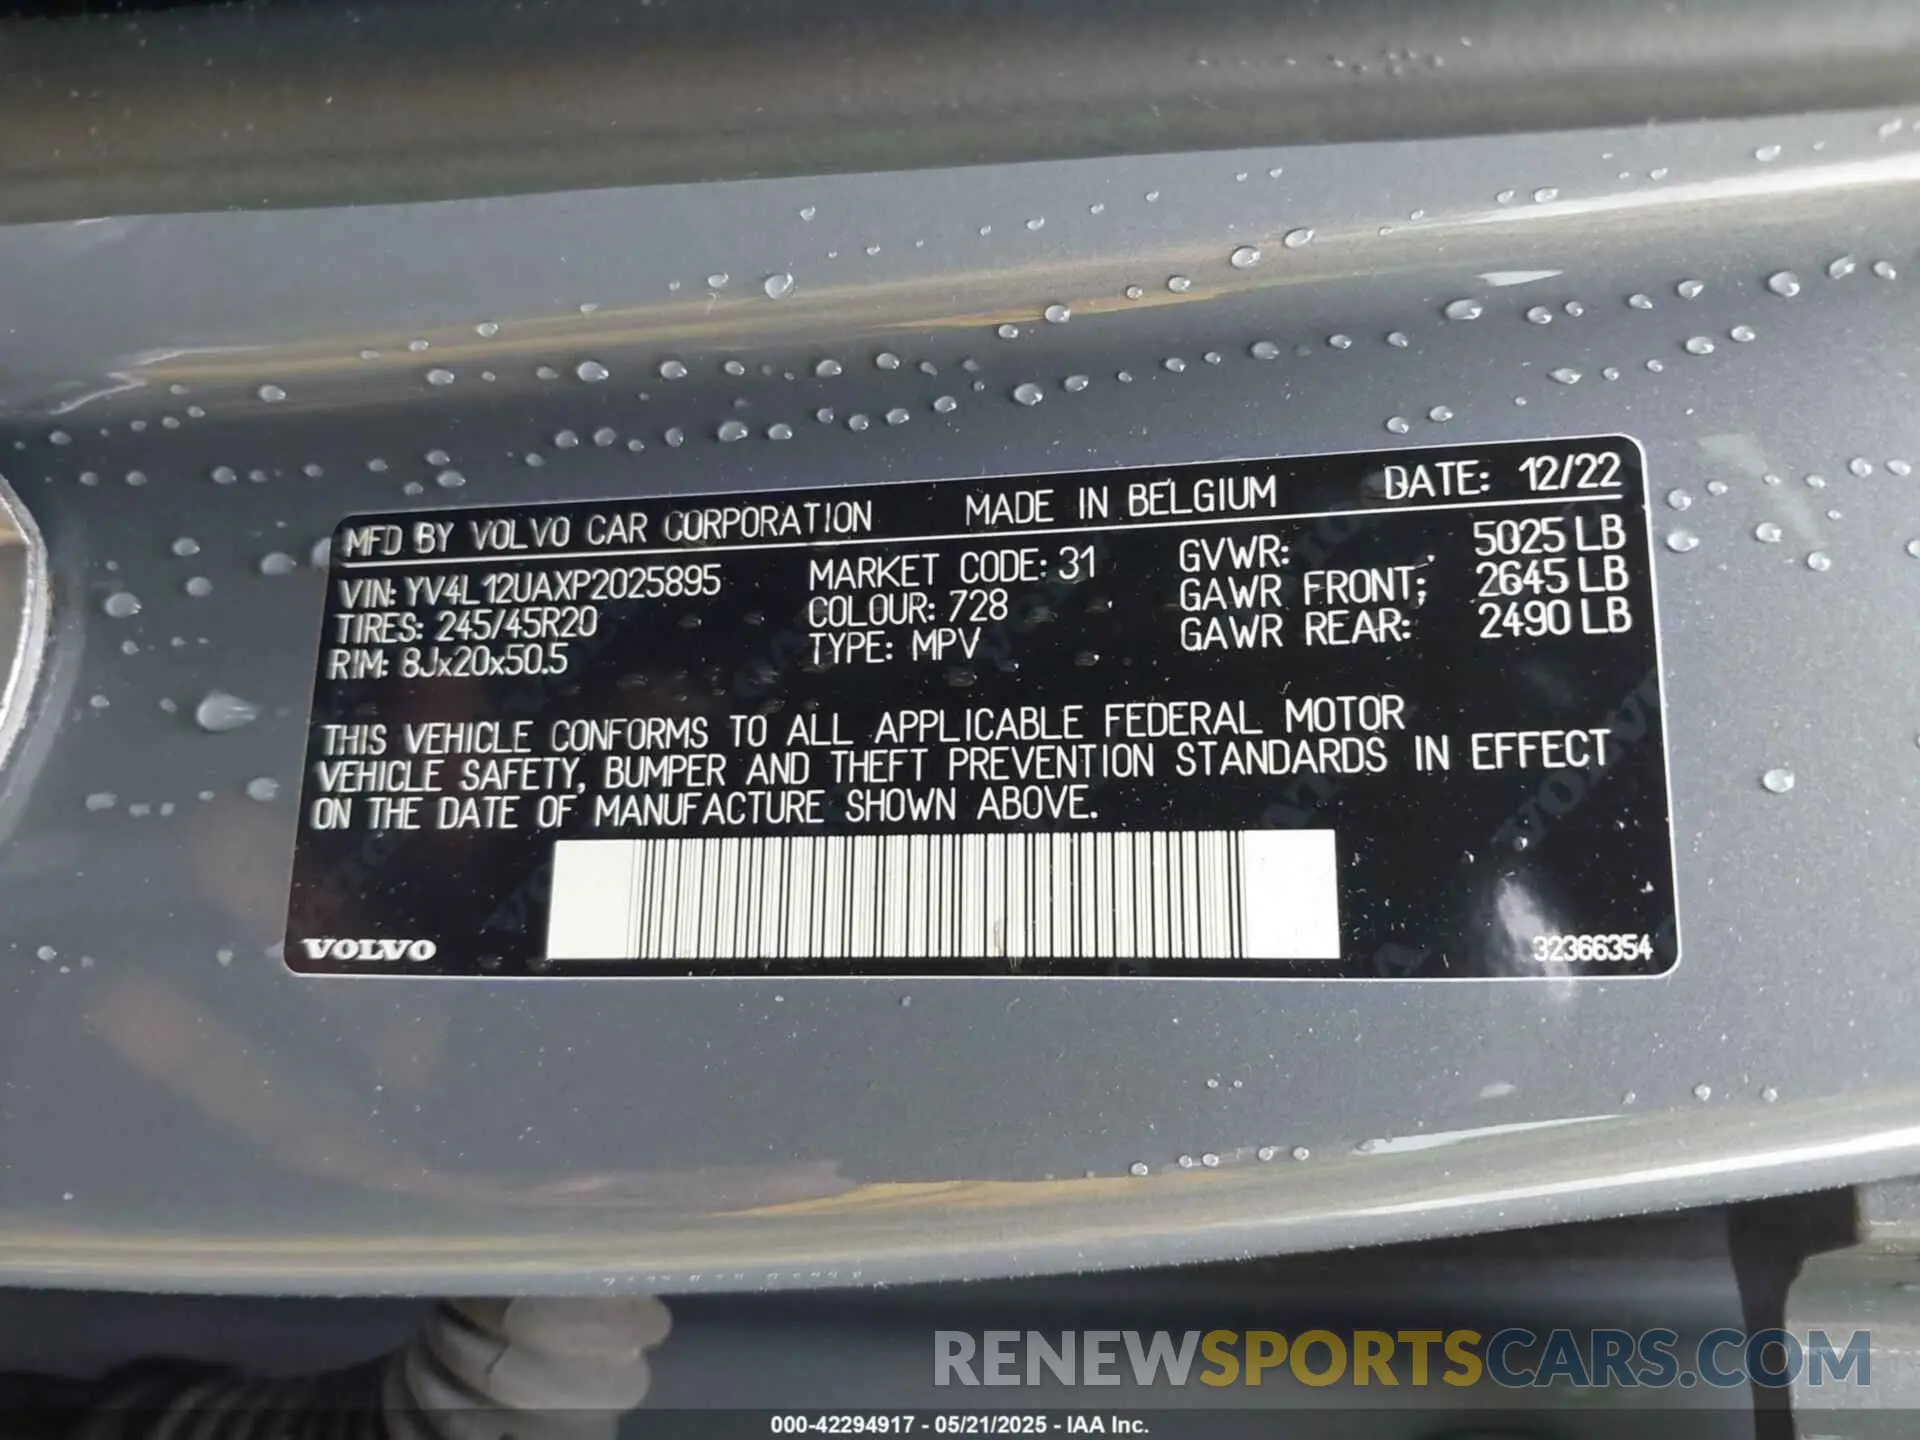 MFD BY VOLVO CAR CORPORATION MADE IN BELGIUM DATE: 12/22
VIN: YV4L12UAXP2025895 MARKET CODE: 31 GVWR: 5025 LB
TIRES: 245/45R20 COLOUR: 728 GAWR FRONT: 2645 LB
RIM: 8Jx20x50.5 TYPE: MPV GAWR REAR: 2490 LB
THIS VEHICLE CONFORMS TO ALL APPLICABLE FEDERAL MOTOR
VEHICLE SAFETY, BUMPER AND THEFT PREVENTION STANDARDS IN EFFECT
ON THE DATE OF MANUFACTURE SHOWN ABOVE.
VOLVO 32366354
RENEWSPORTSCARS.COM
000-42294917 - 05/21/2025 - IAA Inc.